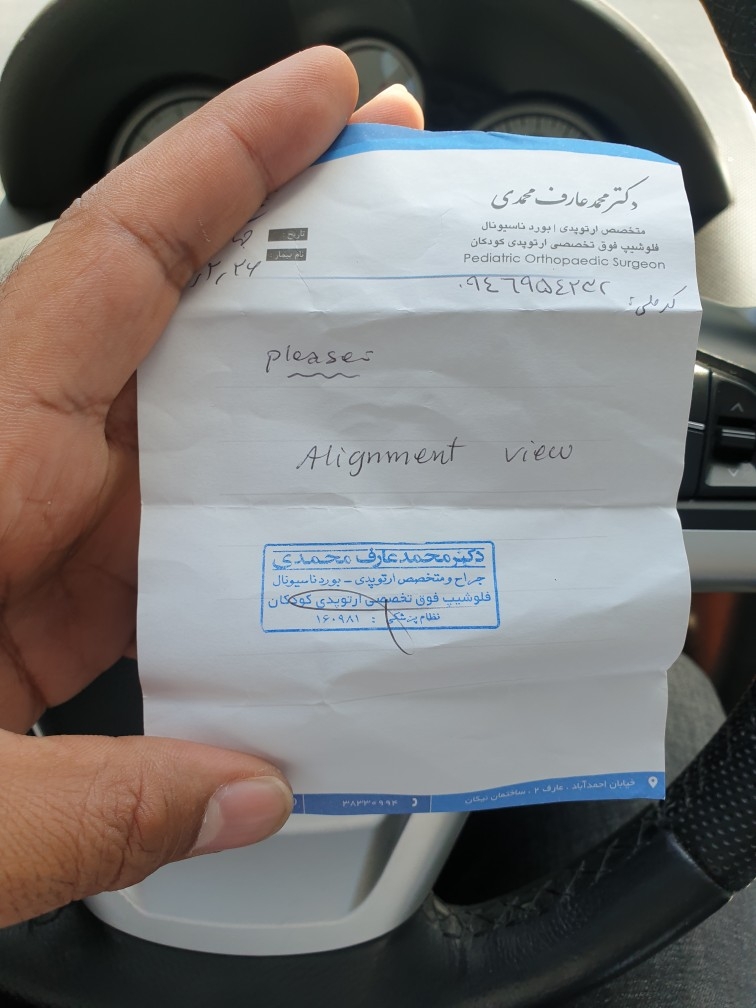 دکتر محمد عارف محمدی
متخصص ارتوپدی | بورد ناسیونال
فلوشیپ فوق تخصصی ارتوپدی کودکان
Pediatric Orthopaedic Surgeon
تاریخ:
نام بیمار:
کد ملی:
please
Alignment view
دکتر محمد عارف محمدی
جراح و متخصص ارتوپدی - بورد ناسیونال
فلوشیپ فوق تخصصی ارتوپدی کودکان
نظام پزشکی : ۱۶۰۹۸۱
خیابان احمدآباد . عارف ۲ . ساختمان نیکان